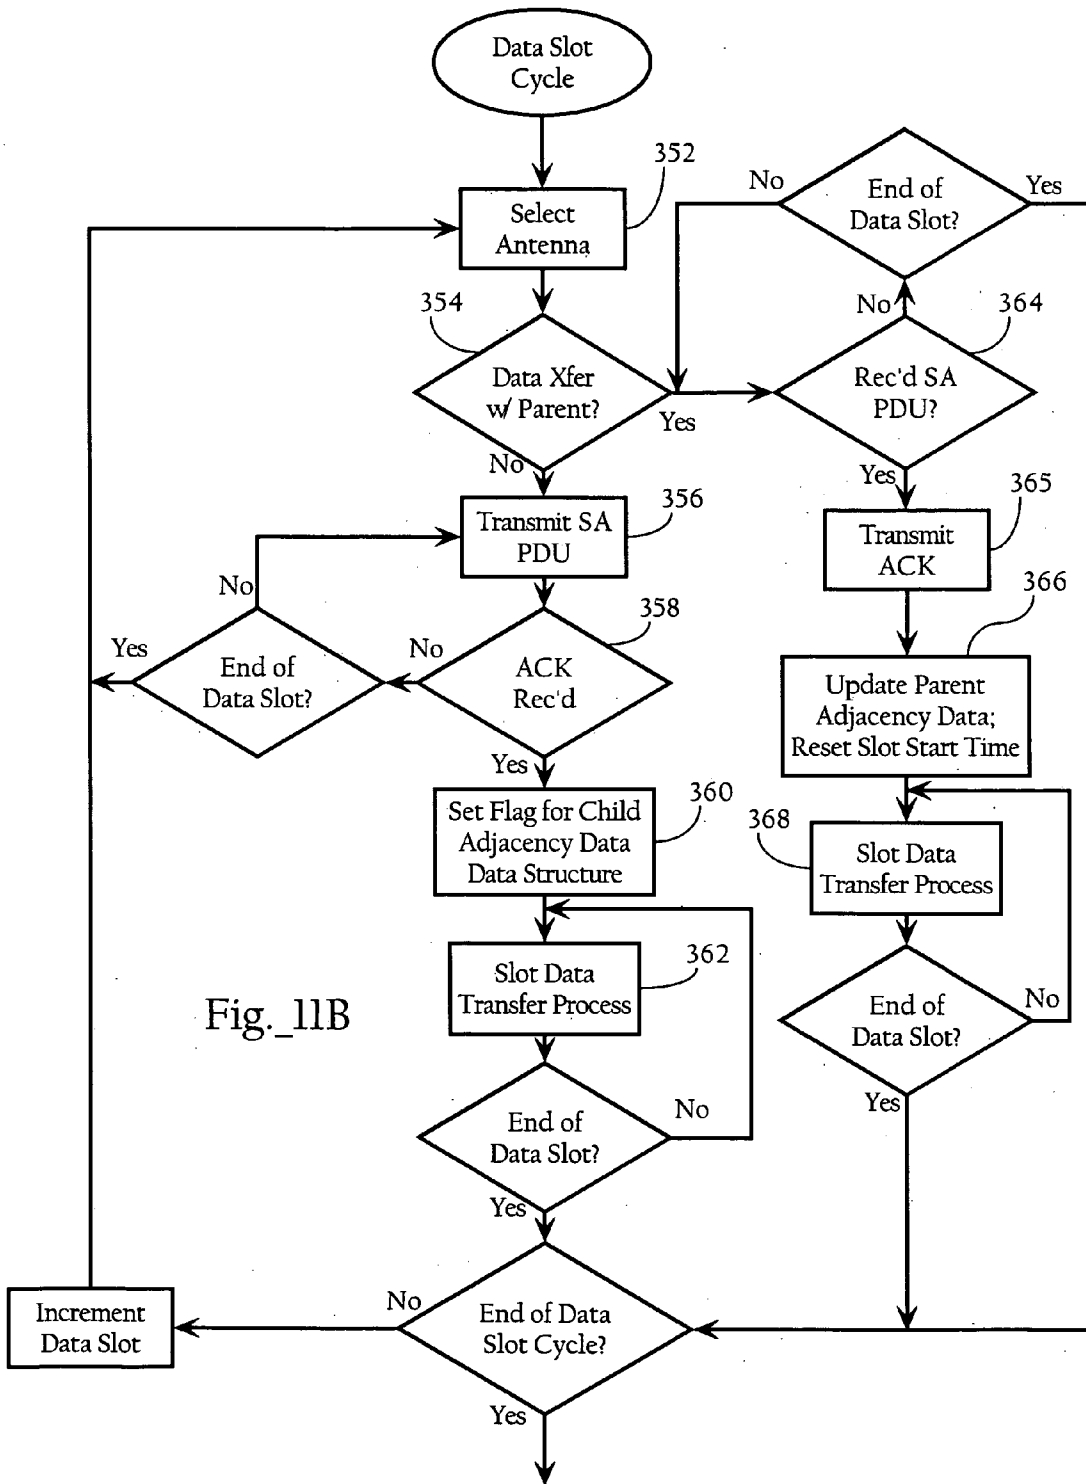 Data Slot
Cycle
352
Select
Antenna
No
End of
Data Slot?
Yes
354
Data Xfer
w/ Parent?
Yes
No
No
364
Rec'd SA
PDU?
Yes
356
Transmit SA
PDU
365
Transmit
ACK
366
Update Parent
Adjacency Data;
Reset Slot Start Time
No
Yes
End of
Data Slot?
No
358
ACK
Rec'd
Yes
360
Set Flag for Child
Adjacency Data
Data Structure
368
Slot Data
Transfer Process
362
Slot Data
Transfer Process
Fig._11B
End of
Data Slot?
No
Yes
End of
Data Slot?
No
Yes
End of Data
Slot Cycle?
No
Yes
Increment
Data Slot